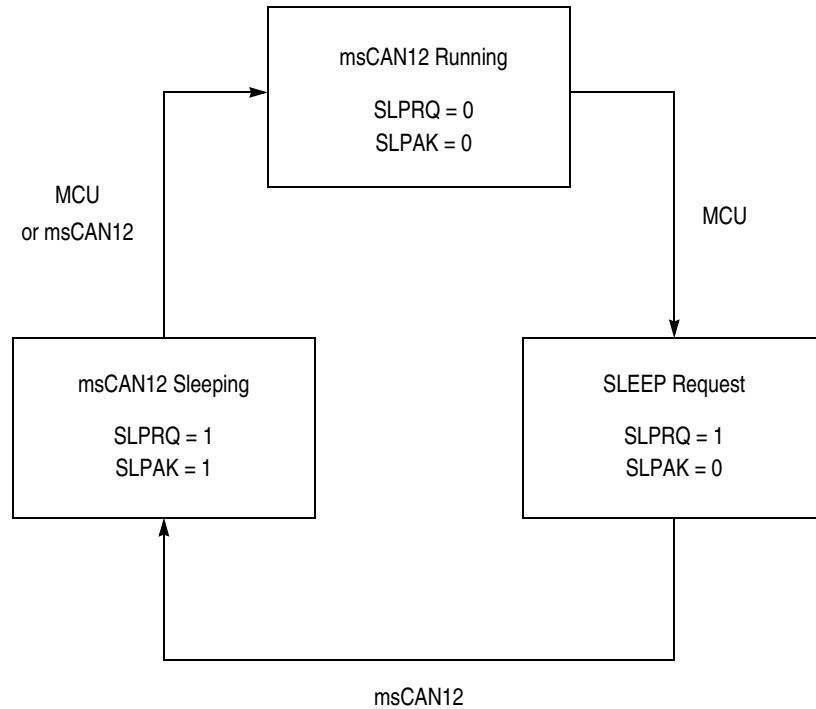 msCAN12 Running
SLPRQ = 0
SLPAK = 0
MCU
or msCAN12
MCU
msCAN12 Sleeping
SLPRQ = 1
SLPAK = 1
SLEEP Request
SLPRQ = 1
SLPAK = 0
msCAN12